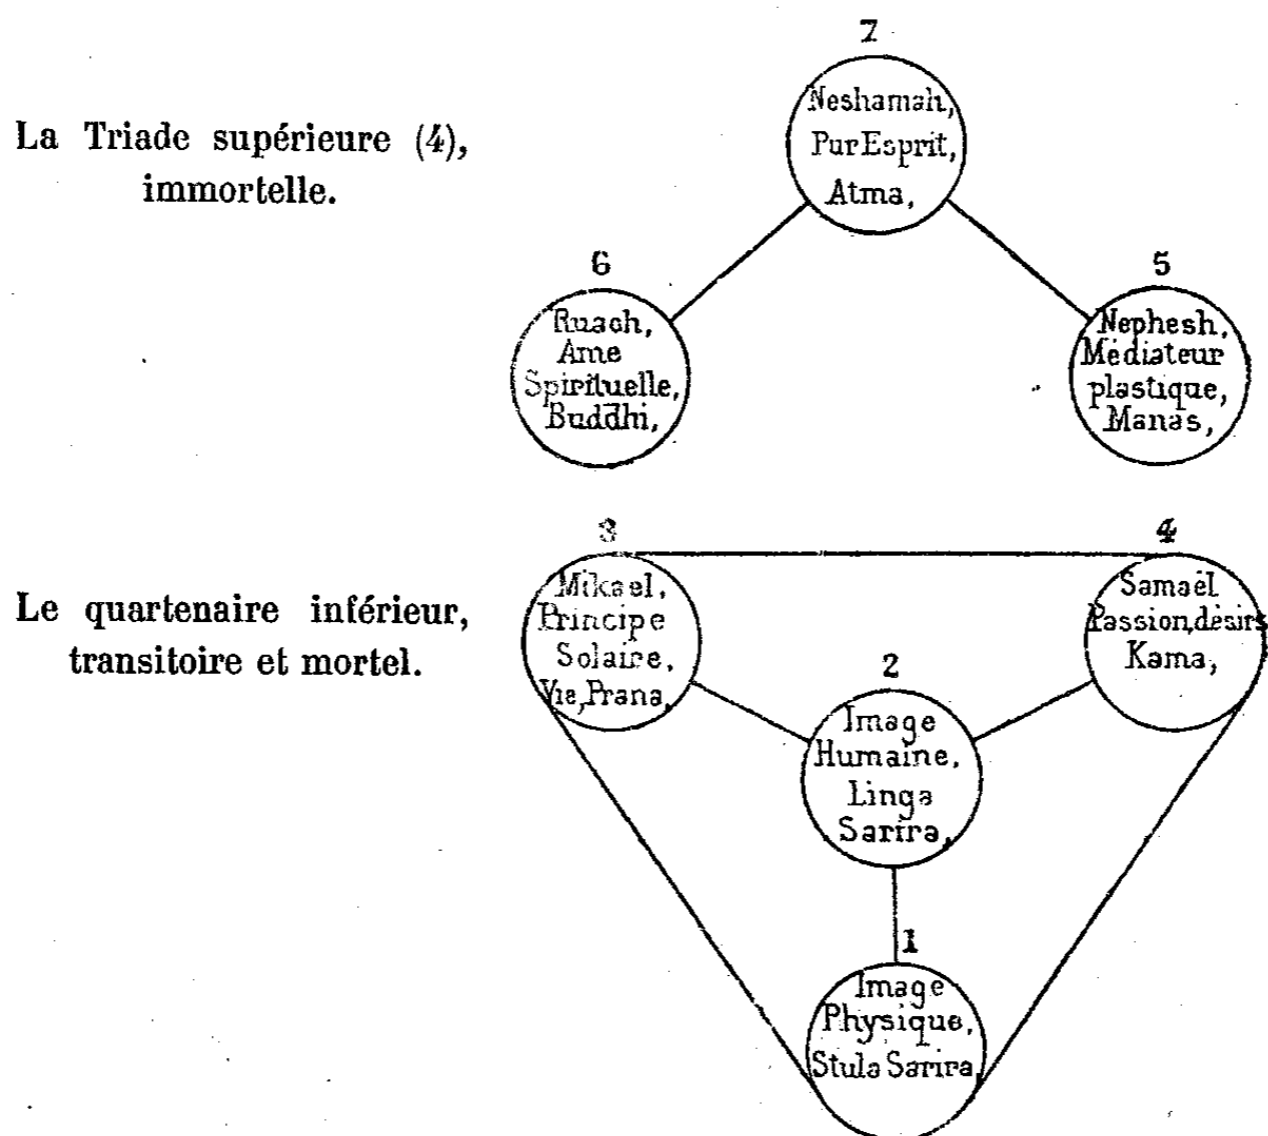 La Triade supérieure (4),
immortelle.
7
Neshamah,
Pur Esprit,
Atma,
6
Ruach,
Ame
Spirituelle,
Buddhi,
5
Nephesh,
Médiateur
plastique,
Manas,
Le quartenaire inférieur,
transitoire et mortel.
3
Mikael,
Principe
Solaire,
Vie, Prana,
4
Samaël
Passion, désirs
Kama,
2
Image
Humaine,
Linga
Sarira,
1
Image
Physique,
Stula Sarira,